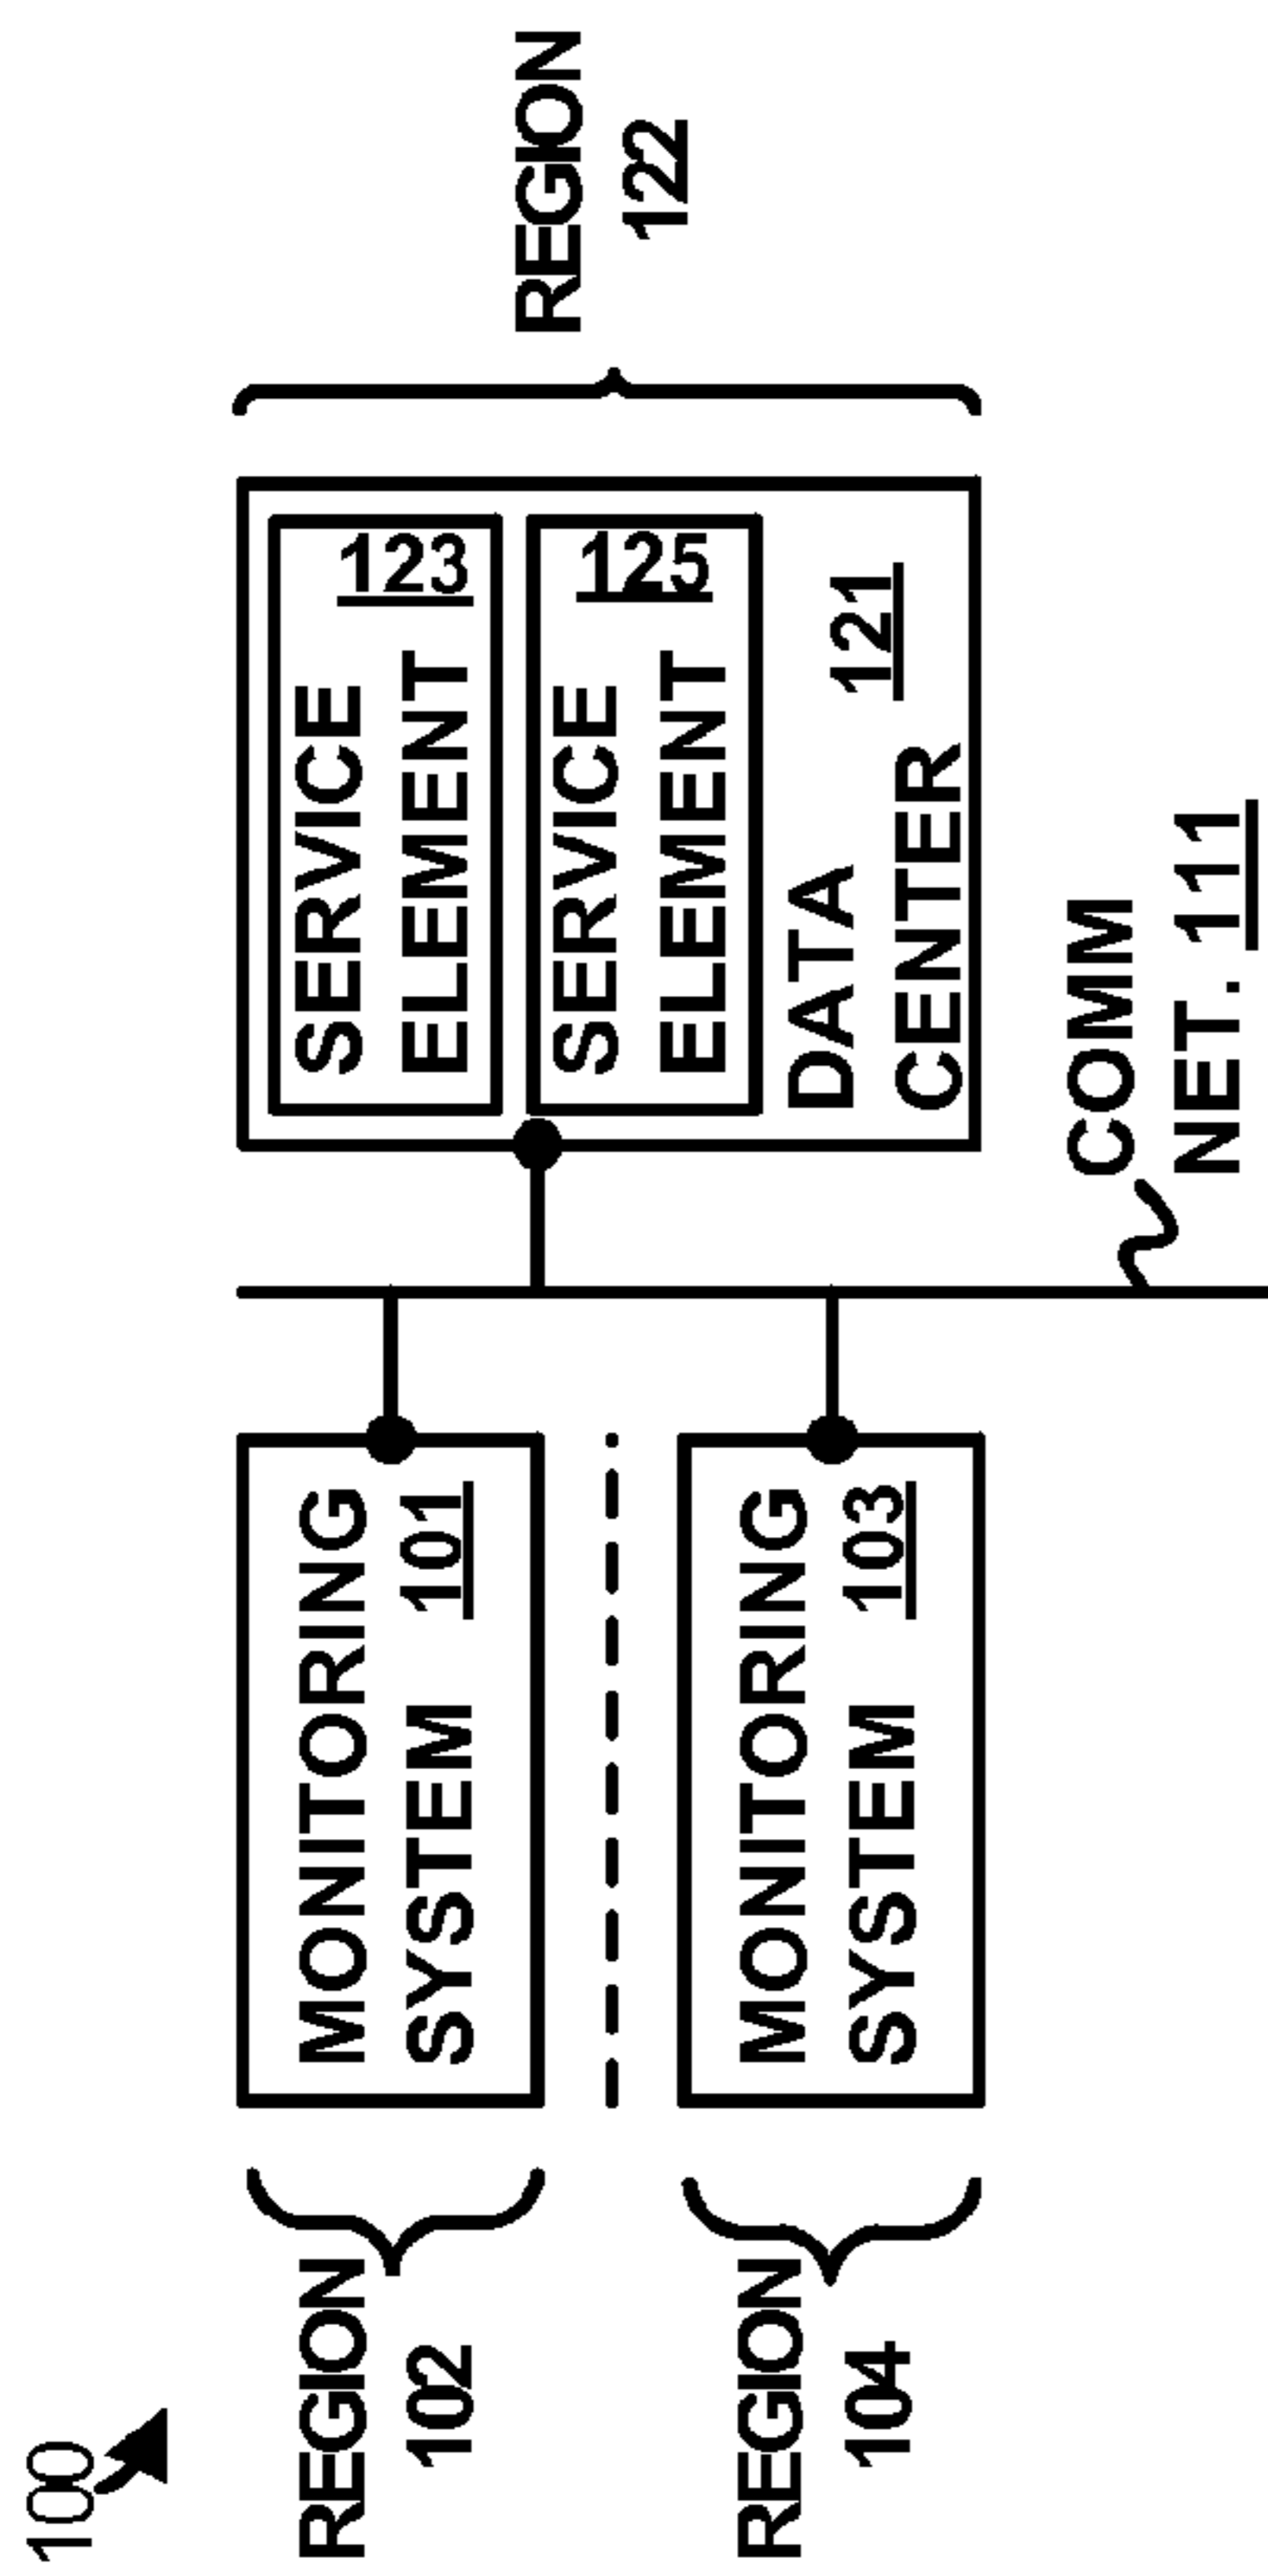 100
REGION
102
MONITORING
SYSTEM 101
REGION
104
MONITORING
SYSTEM 103
SERVICE
ELEMENT 123
SERVICE
ELEMENT 125
DATA
121
CENTER
REGION
122
COMM
NET. 111